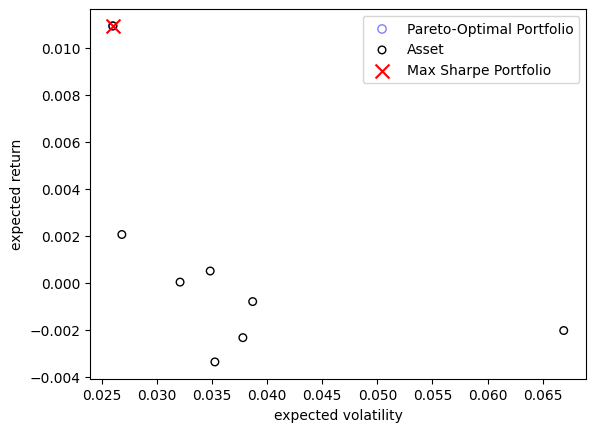 Pareto-Optimal Portfolio
Asset
Max Sharpe Portfolio
0.010
0.008
0.006
0.004
0.002
0.000
−0.002
−0.004
expected return
0.025 0.030 0.035 0.040 0.045 0.050 0.055 0.060 0.065
expected volatility